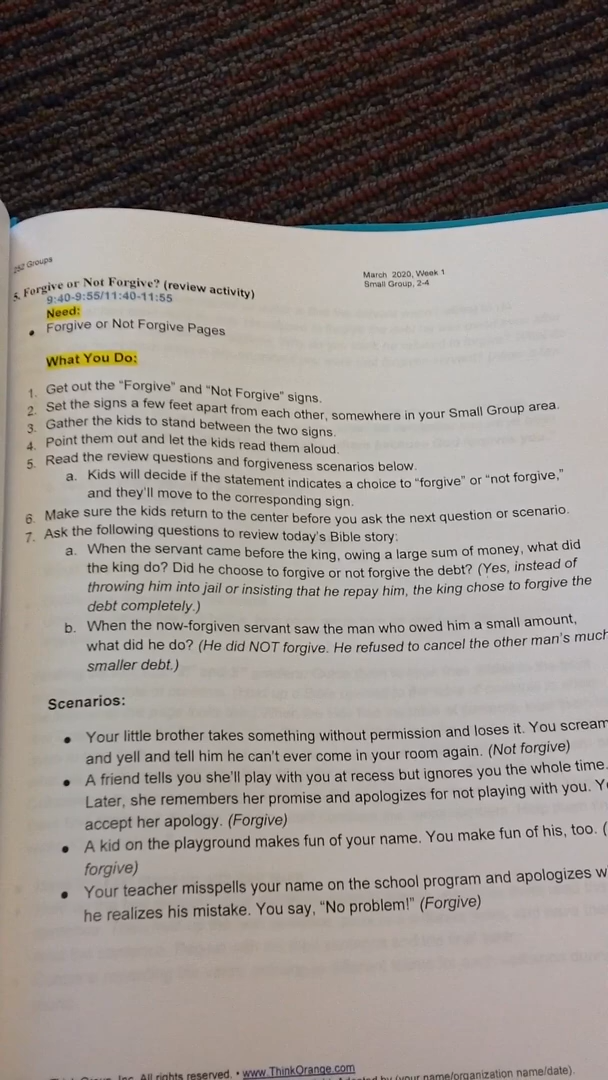 252 Groups
March 2020, Week 1
Small Group, 2-4
5. Forgive or Not Forgive? (review activity)
9:40-9:55/11:40-11:55
Need:
• Forgive or Not Forgive Pages
What You Do:
1. Get out the “Forgive” and “Not Forgive” signs.
2. Set the signs a few feet apart from each other, somewhere in your Small Group area.
3. Gather the kids to stand between the two signs.
4. Point them out and let the kids read them aloud.
5. Read the review questions and forgiveness scenarios below.
a. Kids will decide if the statement indicates a choice to “forgive” or “not forgive,”
and they’ll move to the corresponding sign.
6. Make sure the kids return to the center before you ask the next question or scenario.
7. Ask the following questions to review today’s Bible story:
a. When the servant came before the king, owing a large sum of money, what did
the king do? Did he choose to forgive or not forgive the debt? (Yes, instead of
throwing him into jail or insisting that he repay him, the king chose to forgive the
debt completely.)
b. When the now-forgiven servant saw the man who owed him a small amount,
what did he do? (He did NOT forgive. He refused to cancel the other man’s much
smaller debt.)
Scenarios:
• Your little brother takes something without permission and loses it. You scream
and yell and tell him he can’t ever come in your room again. (Not forgive)
• A friend tells you she’ll play with you at recess but ignores you the whole time.
Later, she remembers her promise and apologizes for not playing with you.
accept her apology. (Forgive)
• A kid on the playground makes fun of your name. You make fun of his, too. (
forgive)
• Your teacher misspells your name on the school program and apologizes
he realizes his mistake. You say, “No problem!” (Forgive)
Inc. All rights reserved. • www.ThinkOrange.com
by (your name/organization name/date).